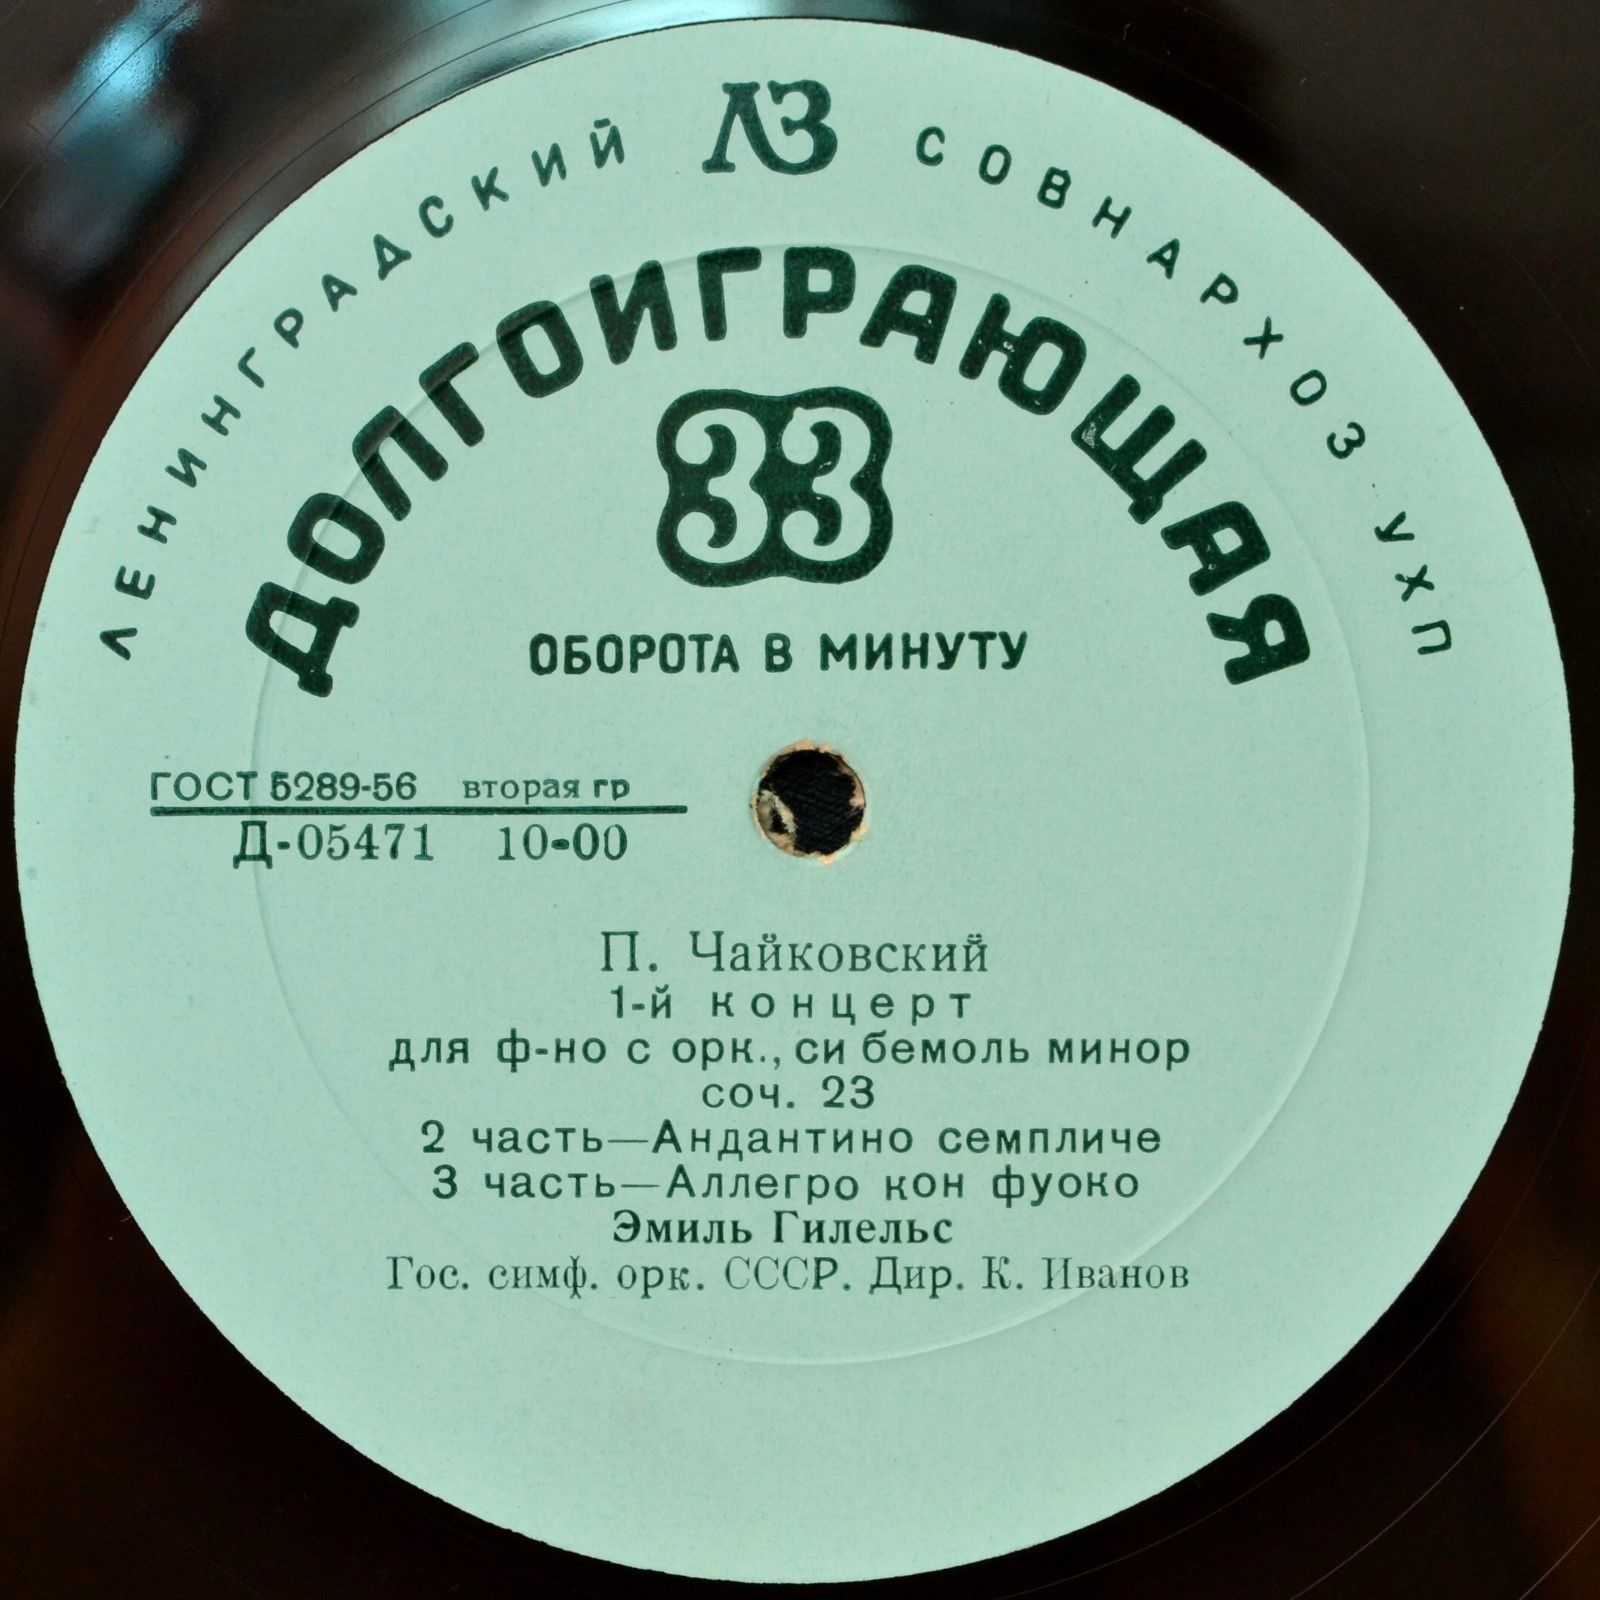 ЛЕНИНГРАДСКИЙ ЛЗ СОВНАРХОЗ УХП
ДОЛГОИГРАЮЩАЯ
33
ОБОРОТА В МИНУТУ
ГОСТ 5289-56 вторая гр
Д-05471 10-00
П. Чайковский
1-й концерт
для ф-но с орк., си бемоль минор
соч. 23
2 часть—Андантино семпличе
3 часть—Аллегро кон фуоко
Эмиль Гилельс
Гос. симф. орк. СССР. Дир. К. Иванов